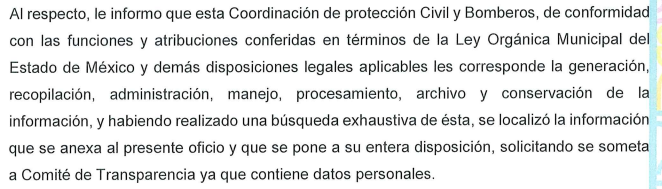 Al respecto, le informo que esta Coordinación de protección Civil y Bomberos, de conformidad
con las funciones y atribuciones conferidas en términos de la Ley Orgánica Municipal del
Estado de México y demás disposiciones legales aplicables les corresponde la generación,
recopilación, administración, manejo, procesamiento, archivo y conservación de la
información, y habiendo realizado una búsqueda exhaustiva de ésta, se localizó la información
que se anexa al presente oficio y que se pone a su entera disposición, solicitando se someta
a Comité de Transparencia ya que contiene datos personales.